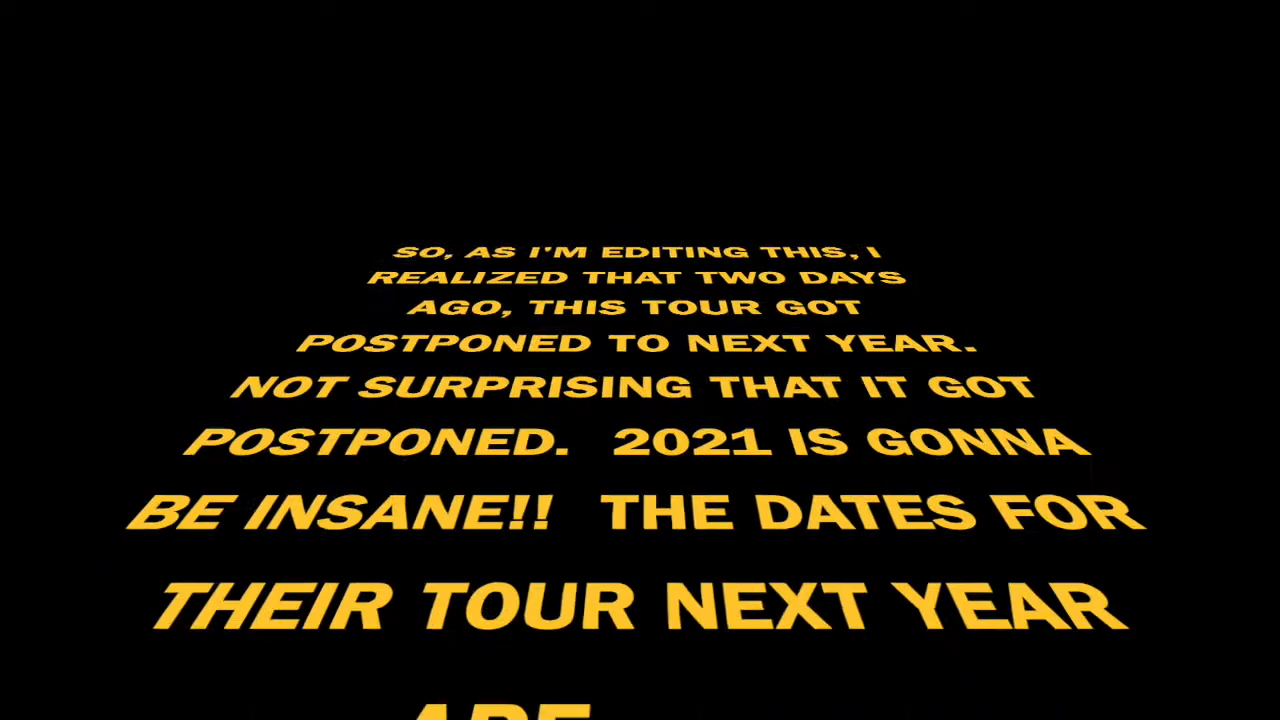 SO, AS I'M EDITING THIS, I
REALIZED THAT TWO DAYS
AGO, THIS TOUR GOT
POSTPONED TO NEXT YEAR.
NOT SURPRISING THAT IT GOT
POSTPONED. 2021 IS GONNA
BE INSANE!! THE DATES FOR
THEIR TOUR NEXT YEAR
ARE